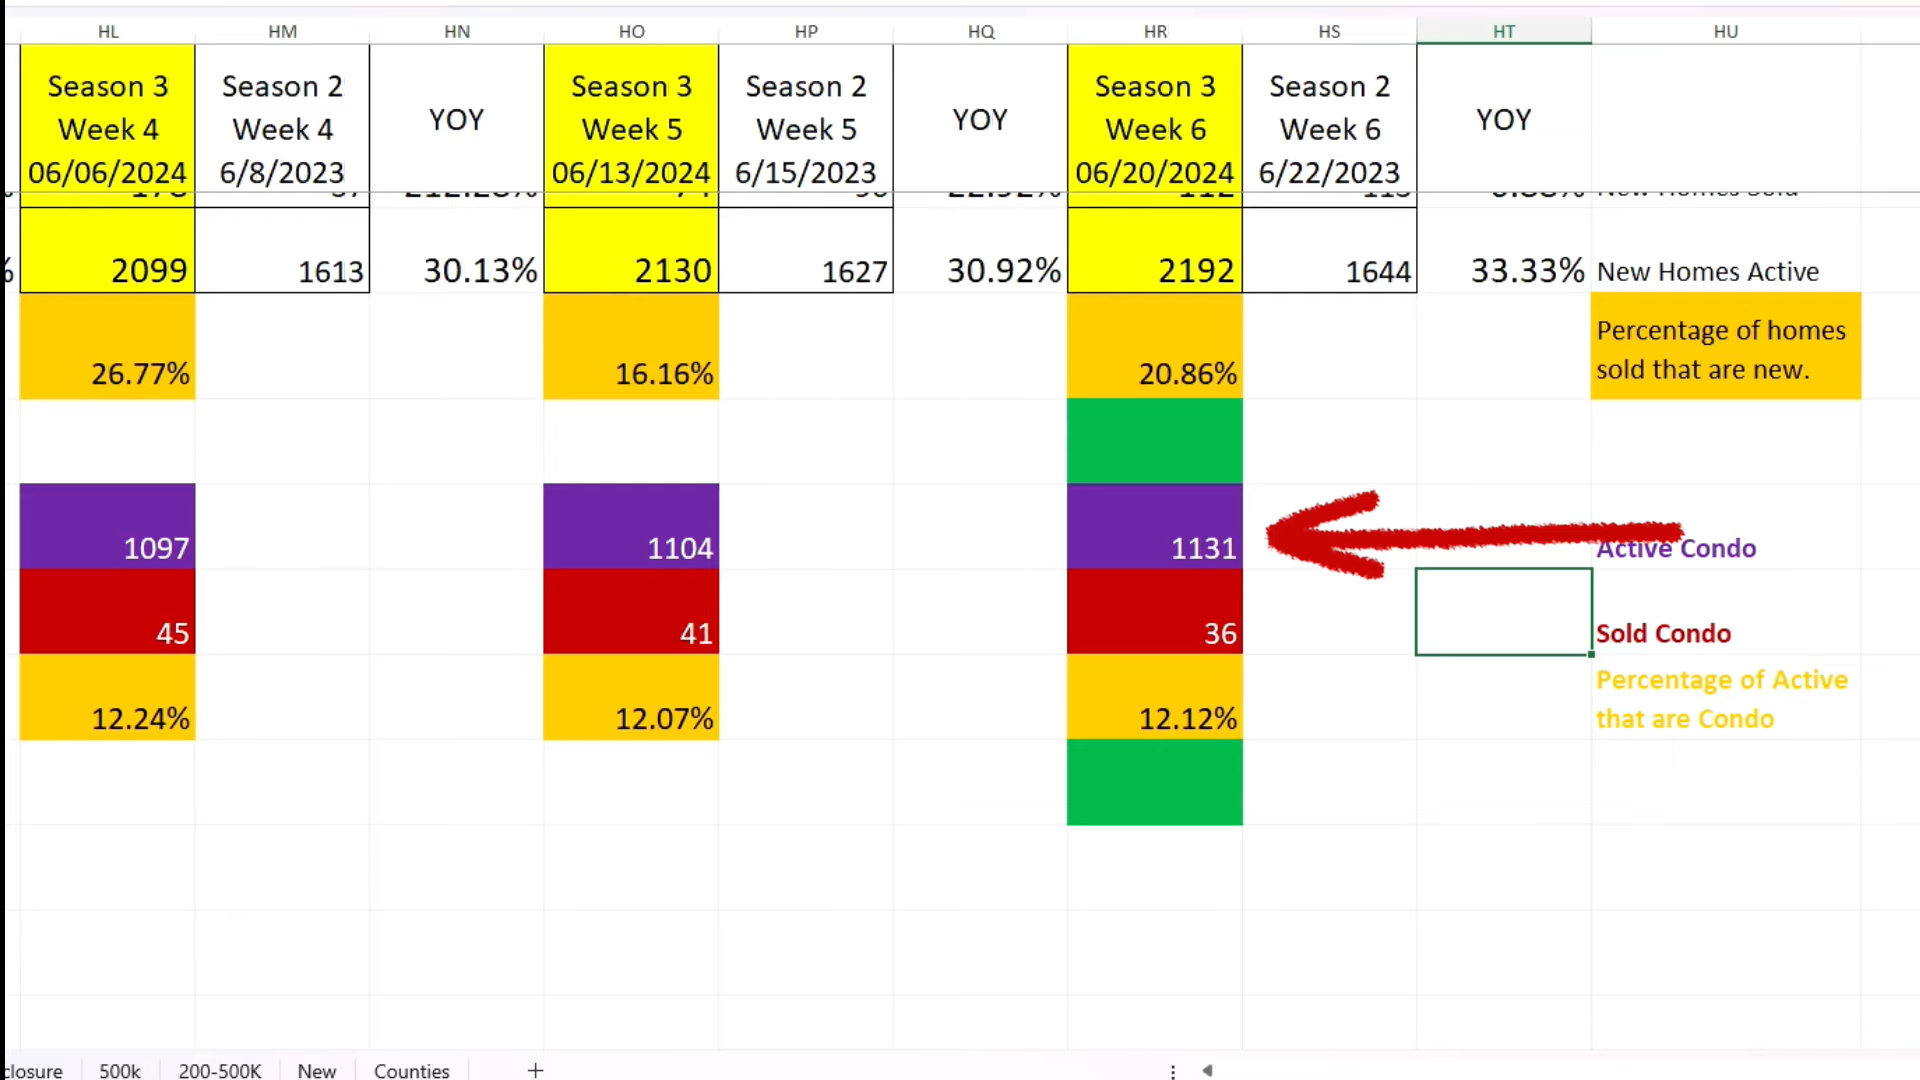 HL HM HN HO HP HQ HR HS HT HU
Season 3 Season 2 YOY Season 3 Season 2 YOY Season 3 Season 2 YOY
Week 4 Week 4 Week 5 Week 5 Week 6 Week 6
06/06/2024 6/8/2023 06/13/2024 6/15/2023 06/20/2024 6/22/2023
2099 1613 30.13% 2130 1627 30.92% 2192 1644 33.33% New Homes Active
26.77% 16.16% 20.86% Percentage of homes
sold that are new.
1097 1104 1131 Active Condo
45 41 36 Sold Condo
12.24% 12.07% 12.12% Percentage of Active
that are Condo
closure 500k 200-500K New Counties +